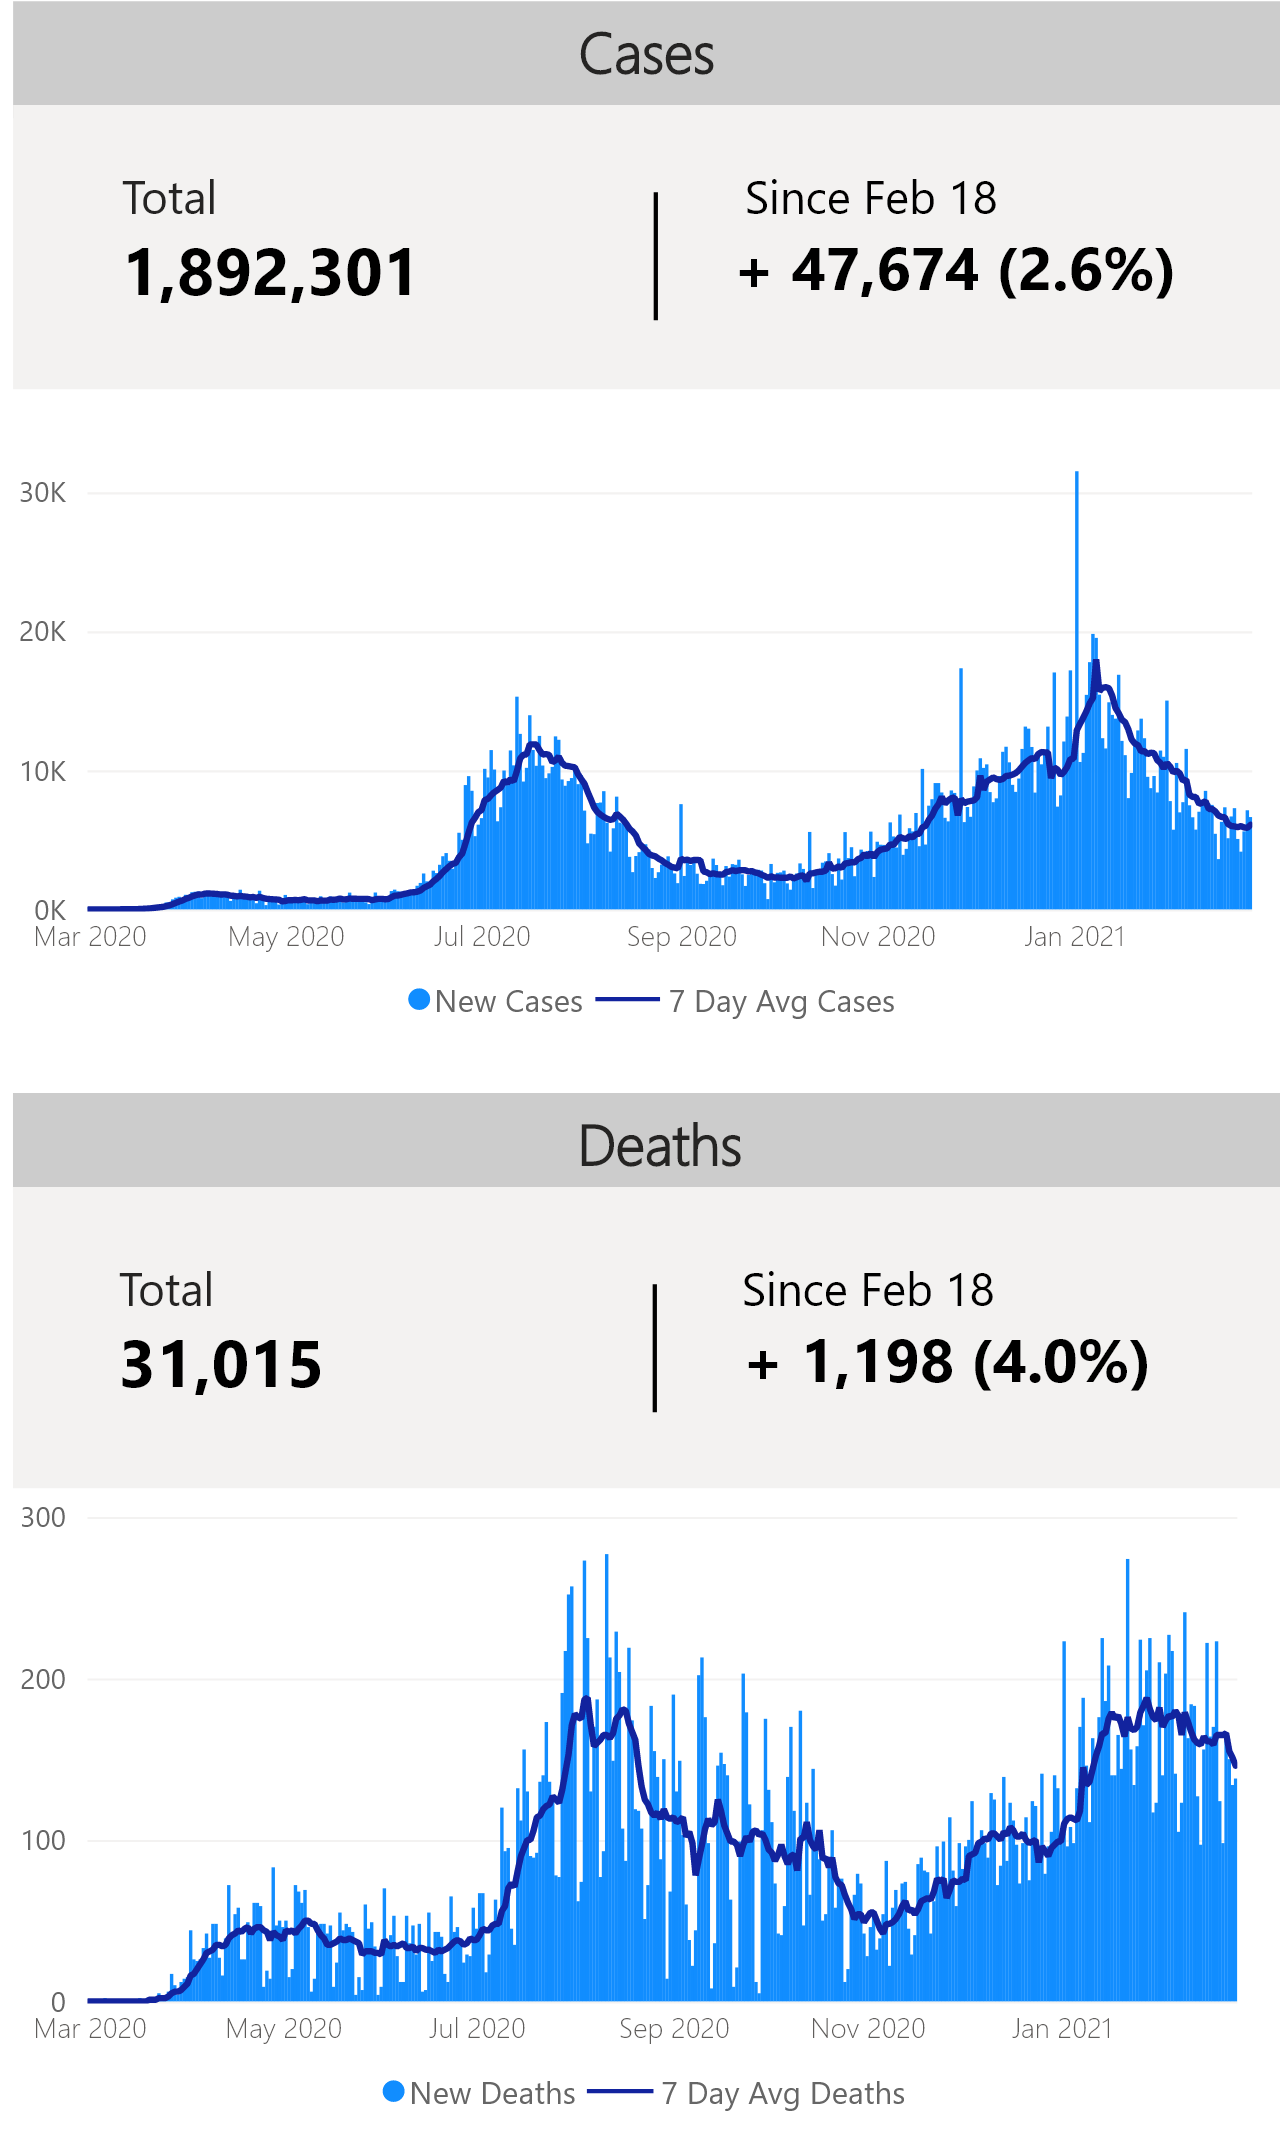 Cases
Total
Since Feb 18
1,892,301
+ 47,674 (2.6%)
30K
20K
10K
0K
Mar 2020 May 2020 Jul 2020 Sep 2020 Nov 2020 Jan 2021
New Cases 7 Day Avg Cases
Deaths
Total
Since Feb 18
31,015
+ 1,198 (4.0%)
300
200
100
0
Mar 2020 May 2020 Jul 2020 Sep 2020 Nov 2020 Jan 2021
New Deaths 7 Day Avg Deaths